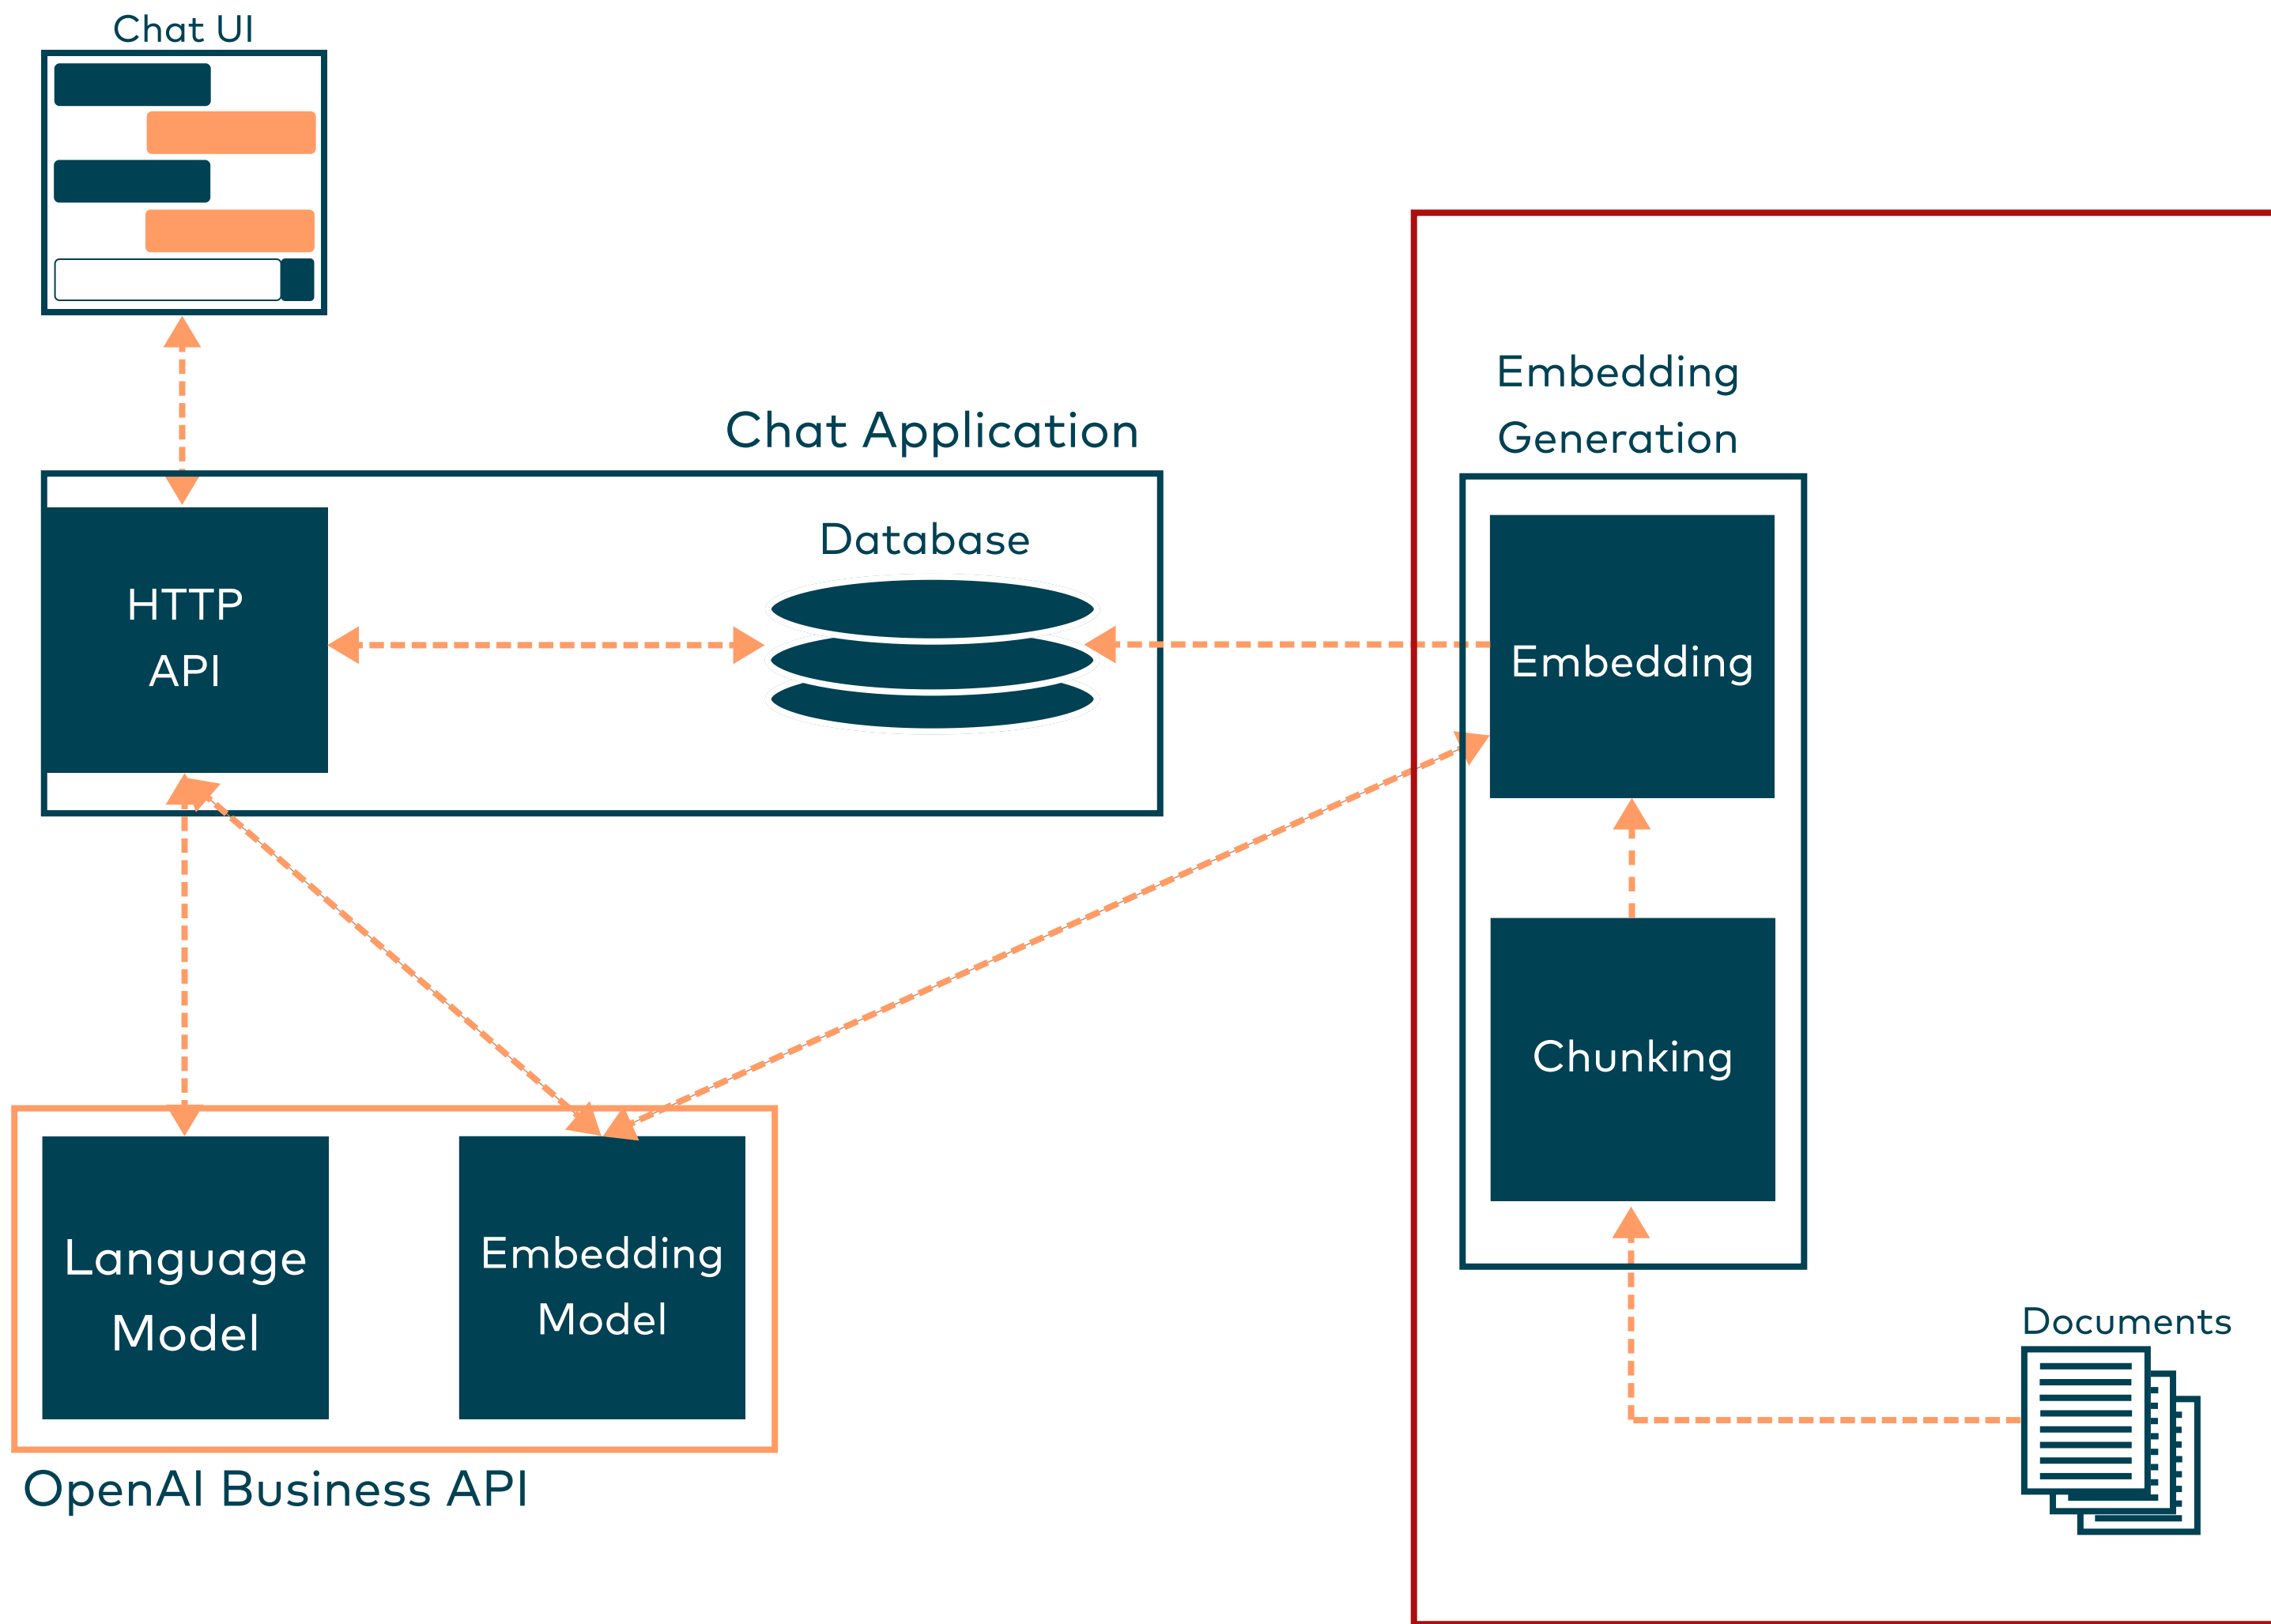 Chat UI
Chat Application
Database
HTTP
API
Embedding
Generation
Embedding
Chunking
Language
Model
Embedding
Model
OpenAI Business API
Documents